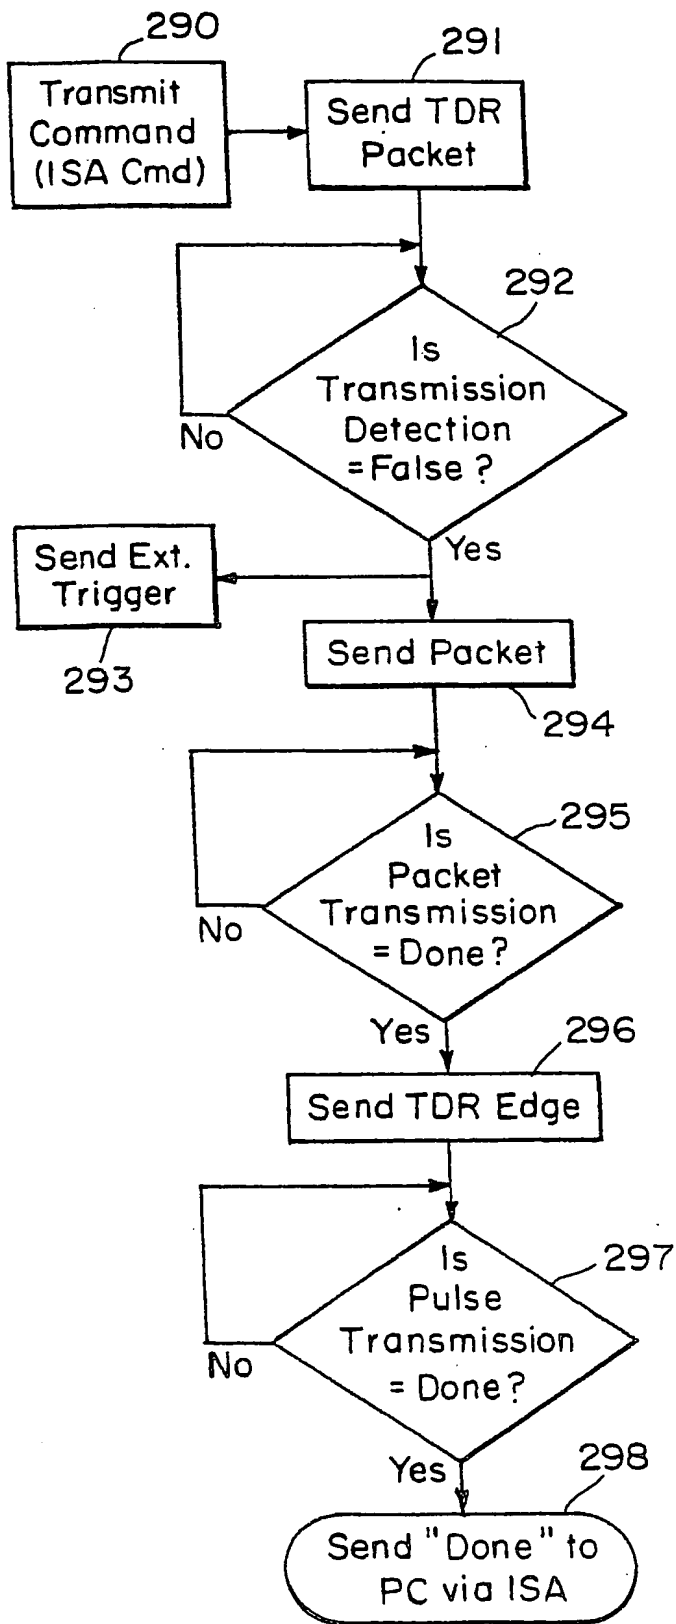 290
Transmit
Command
(ISA Cmd)
291
Send TDR
Packet
292
Is
Transmission
Detection
=False?
No
Yes
Send Ext.
Trigger
293
Send Packet
294
295
Is
Packet
Transmission
=Done?
No
Yes
296
Send TDR Edge
297
Is
Pulse
Transmission
=Done?
No
Yes
298
Send "Done" to
PC via ISA